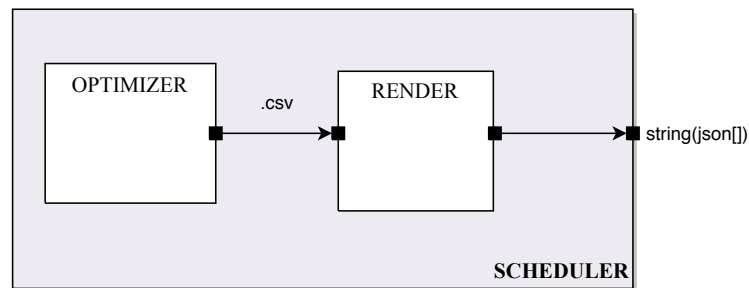 OPTIMIZER
.csv
RENDER
string(json[])
SCHEDULER